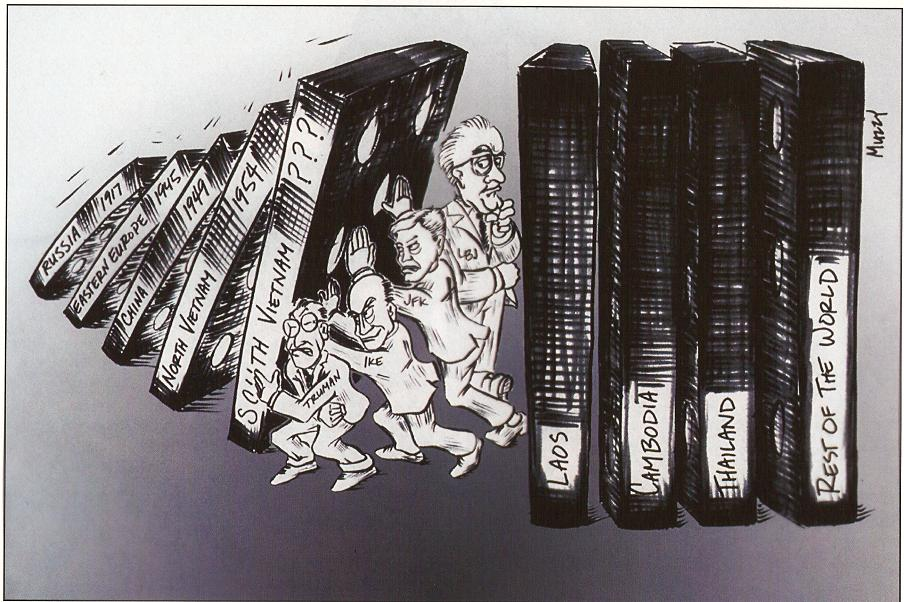 RUSSIA 1917
EASTERN EUROPE 1945
CHINA 1949
NORTH VIETNAM 1954
SOUTH VIETNAM ???
TRUMAN
IKE
JFK
LBJ
LAOS
CAMBODIA
THAILAND
REST OF THE WORLD